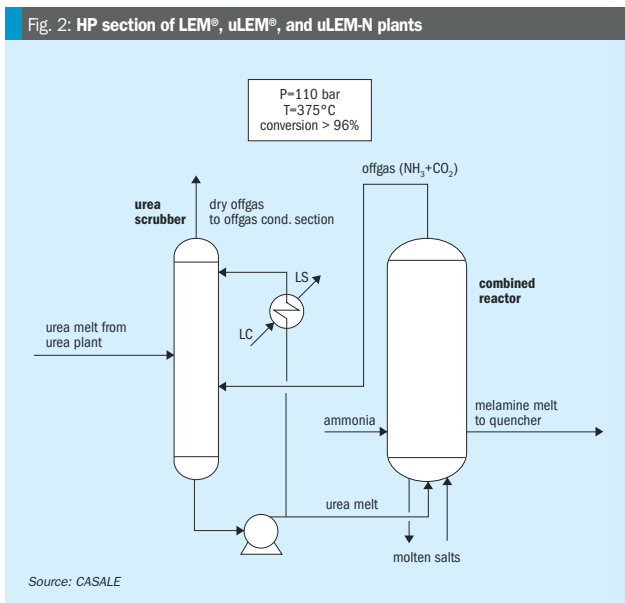 Fig. 2: HP section of LEM®, uLEM®, and uLEM-N plants
P=110 bar
T=375°C
conversion > 96%
offgas (NH₃+CO₂)
urea
scrubber
dry offgas
to offgas cond. section
combined
reactor
LS
LC
urea melt from
urea plant
ammonia
melamine melt
to quencher
urea melt
molten salts
Source: CASALE